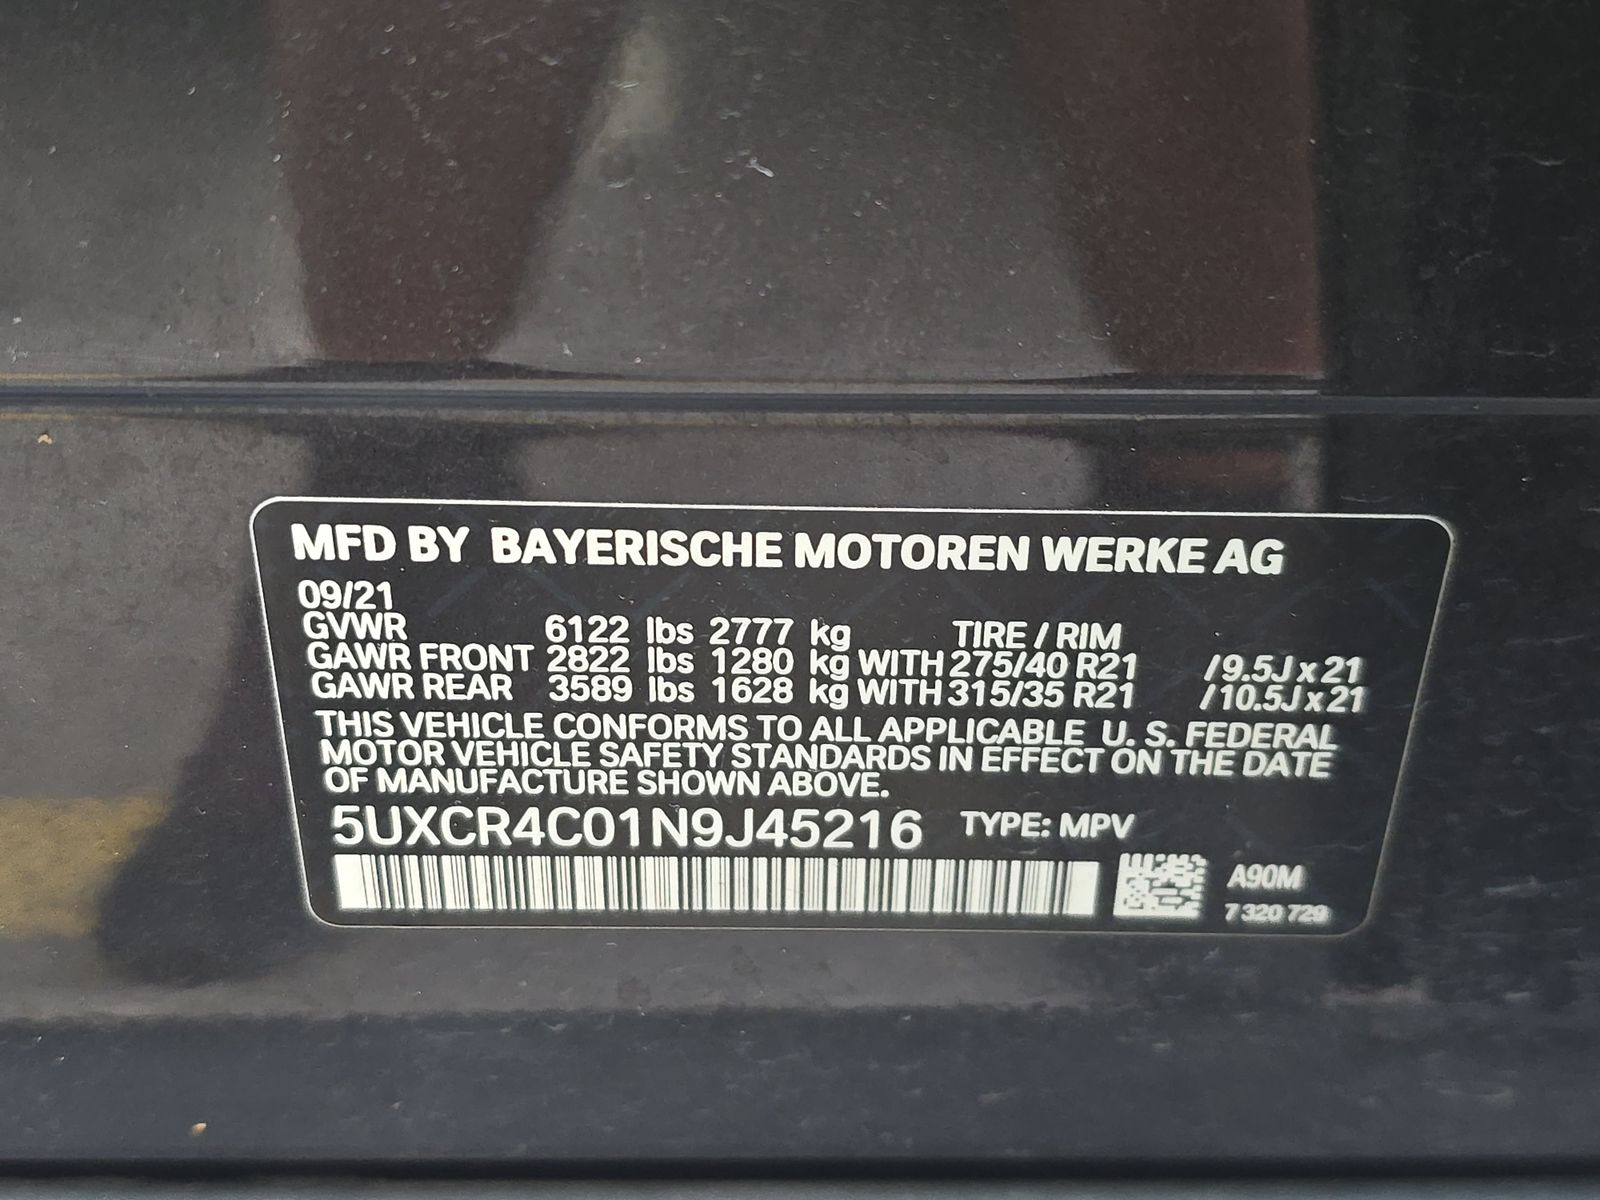 MFD BY BAYERISCHE MOTOREN WERKE AG
09/21
GVWR 6122 lbs 2777 kg TIRE / RIM
GAWR FRONT 2822 lbs 1280 kg WITH 275/40 R21 /9.5J x 21
GAWR REAR 3589 lbs 1628 kg WITH 315/35 R21 /10.5J x 21
THIS VEHICLE CONFORMS TO ALL APPLICABLE U. S. FEDERAL
MOTOR VEHICLE SAFETY STANDARDS IN EFFECT ON THE DATE
OF MANUFACTURE SHOWN ABOVE.
5UXCR4C01N9J45216 TYPE: MPV
A90M
7 320 729